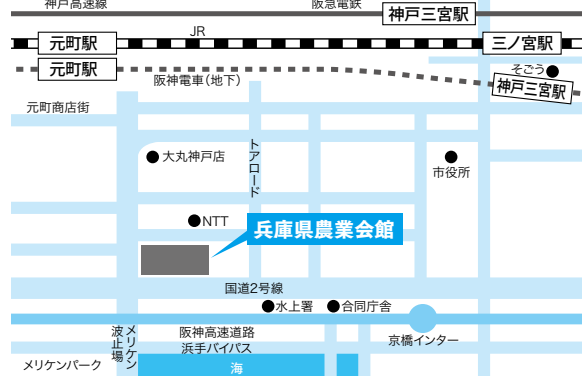 神戸高速線
阪急電鉄
神戸三宮駅
JR
元町駅
三ノ宮駅
元町駅
阪神電車(地下)
そごう
神戸三宮駅
元町商店街
トアロード
大丸神戸店
市役所
NTT
兵庫県農業会館
国道2号線
水上署
合同庁舎
メリケン
波止場
阪神高速道路
浜手バイパス
京橋インター
メリケンパーク
海